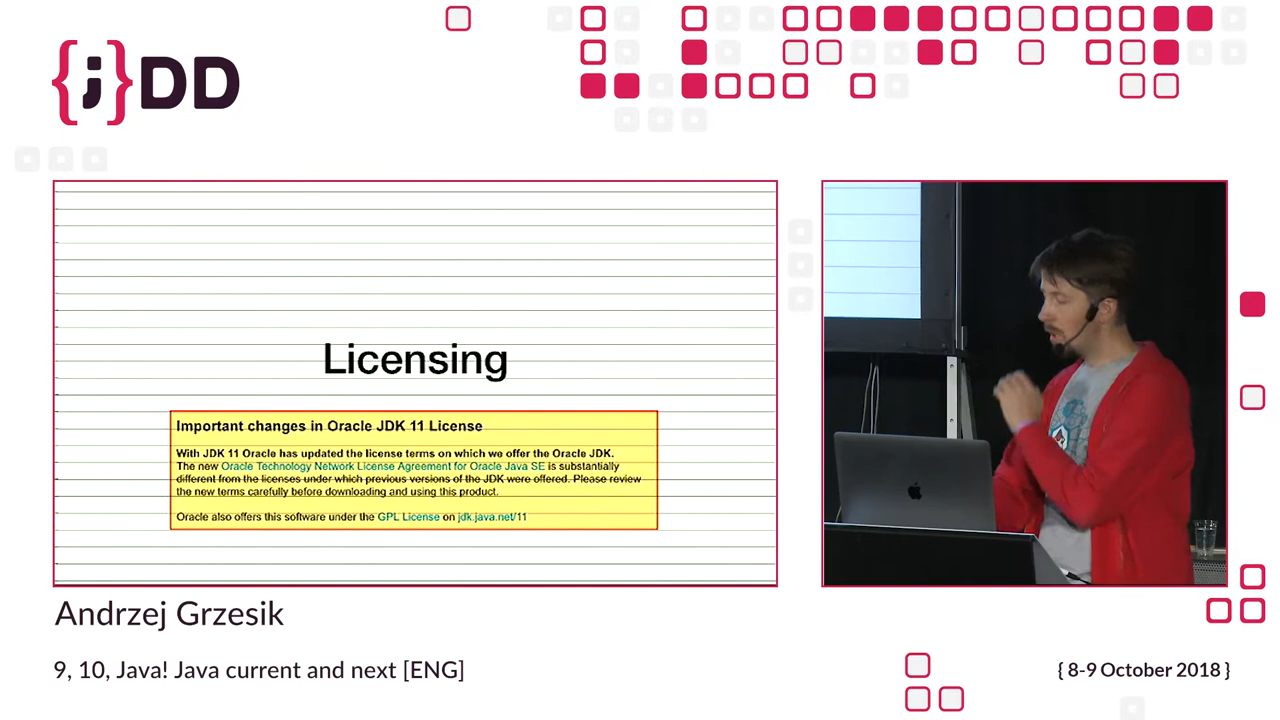 {j}DD
Licensing
Important changes in Oracle JDK 11 License
With JDK 11 Oracle has updated the license terms on which we offer the Oracle JDK.
The new Oracle Technology Network License Agreement for Oracle Java SE is substantially
different from the licenses under which previous versions of the JDK were offered. Please review
the new terms carefully before downloading and using this product.
Oracle also offers this software under the GPL License on jdk.java.net/11
Andrzej Grzesik
9, 10, Java! Java current and next [ENG]
{ 8-9 October 2018 }